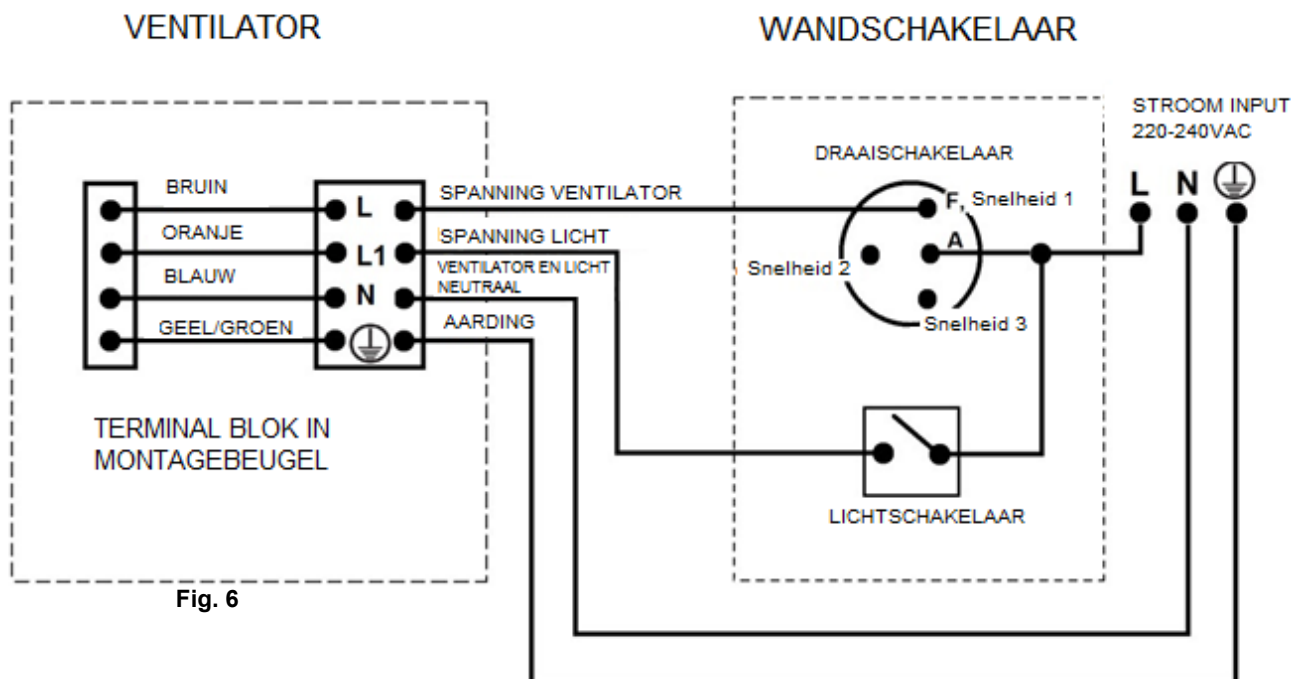 VENTILATOR
WANDSCHAKELAAR
STROOM INPUT
220-240VAC
L N
DRAAISCHAKELAAR
F, Snelheid 1
A
Snelheid 2
Snelheid 3
BRUIN
L
SPANNING VENTILATOR
ORANJE
L1
SPANNING LICHT
BLAUW
N
VENTILATOR EN LICHT
NEUTRAAL
GEEL/GROEN
AARDING
TERMINAL BLOK IN
MONTAGEBEUGEL
LICHTSCHAKELAAR
Fig. 6